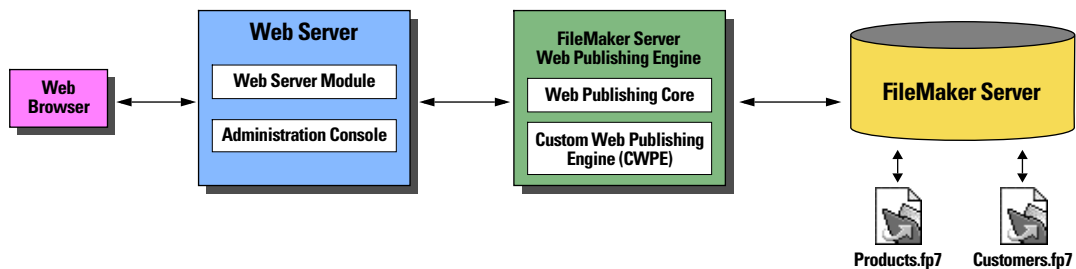 Web
Browser
Web Server
Web Server Module
Administration Console
FileMaker Server
Web Publishing Engine
Web Publishing Core
Custom Web Publishing
Engine (CWPE)
FileMaker Server
Products.fp7
Customers.fp7